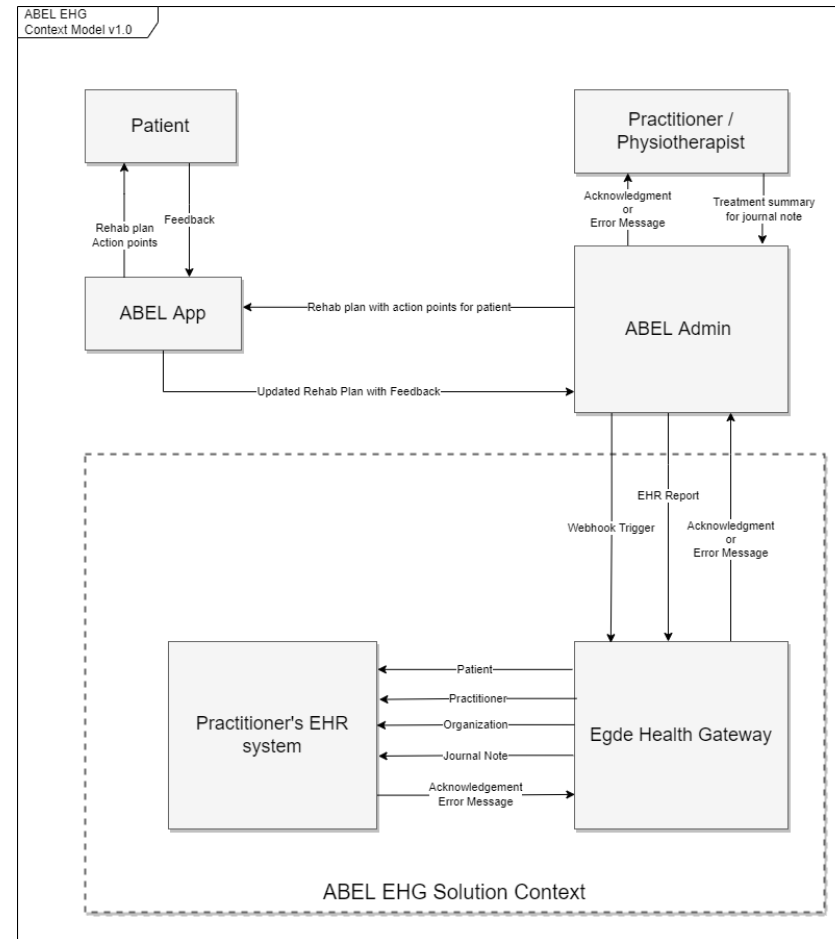 ABEL EHG
Context Model v1.0
Patient
Practitioner /
Physiotherapist
Rehab plan
Action points
Feedback
Acknowledgment
or
Error Message
Treatment summary
for journal note
ABEL App
Rehab plan with action points for patient
ABEL Admin
Updated Rehab Plan with Feedback
Webhook Trigger
EHR Report
Acknowledgment
or
Error Message
Practitioner's EHR
system
Patient
Practitioner
Organization
Journal Note
Acknowledgement
Error Message
Egde Health Gateway
ABEL EHG Solution Context